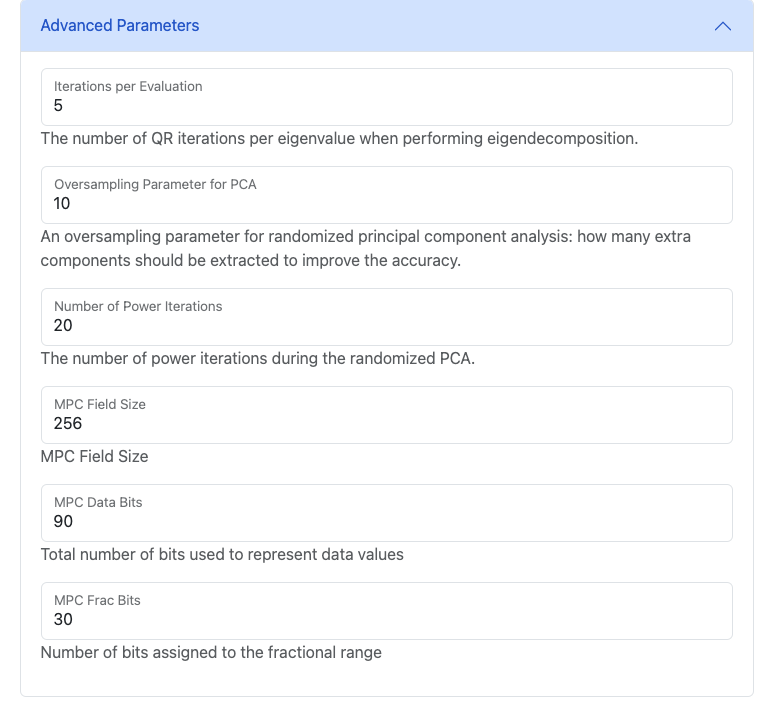 Advanced Parameters
Iterations per Evaluation
5
The number of QR iterations per eigenvalue when performing eigendecomposition.
Oversampling Parameter for PCA
10
An oversampling parameter for randomized principal component analysis: how many extra
components should be extracted to improve the accuracy.
Number of Power Iterations
20
The number of power iterations during the randomized PCA.
MPC Field Size
256
MPC Field Size
MPC Data Bits
90
Total number of bits used to represent data values
MPC Frac Bits
30
Number of bits assigned to the fractional range